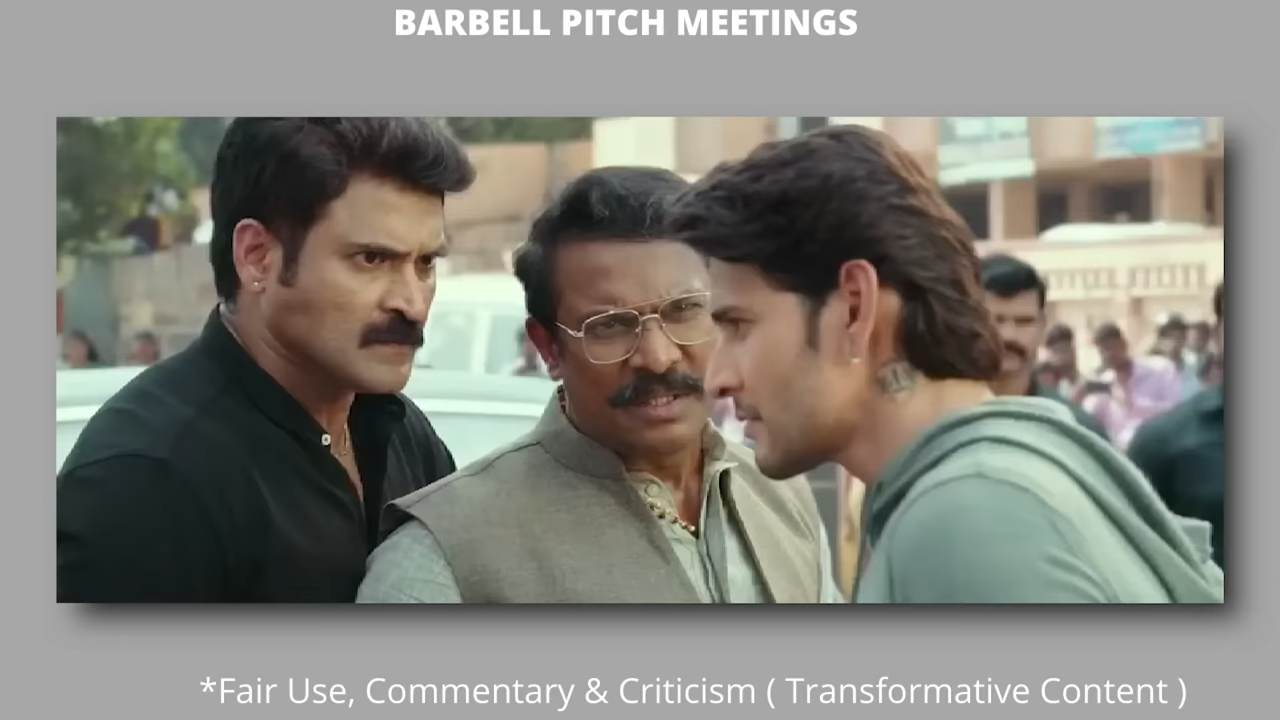 BARBELL PITCH MEETINGS
*Fair Use, Commentary & Criticism ( Transformative Content )